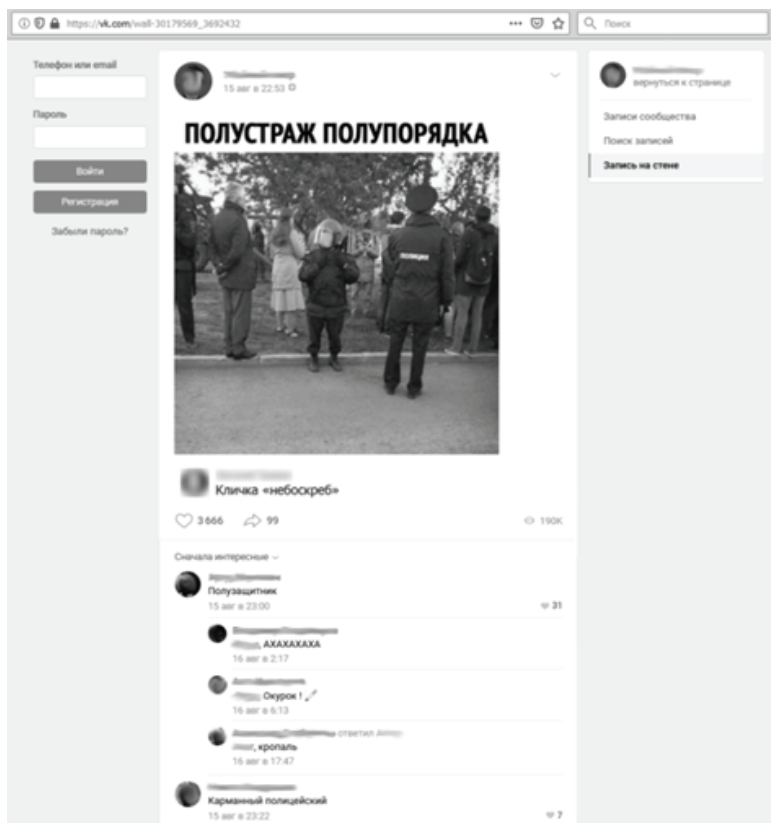 https://vk.com/wall-30179569_3692432
Поиск
Телефон или email
Пароль
Войти
Регистрация
Забыли пароль?
15 авг в 22:53
ПОЛУСТРАЖ ПОЛУПОРЯДКА
ПОЛИЦИЯ
Кличка «небоскреб»
3 666
99
190K
Сначала интересные
Полузащитник
15 авг в 23:00
31
, АХАХАХАХА
16 авг в 2:17
, Окурок !
16 авг в 6:13
ответил
, кропаль
16 авг в 17:47
Карманный полицейский
15 авг в 23:22
7
вернуться к странице
Записи сообщества
Поиск записей
Запись на стене